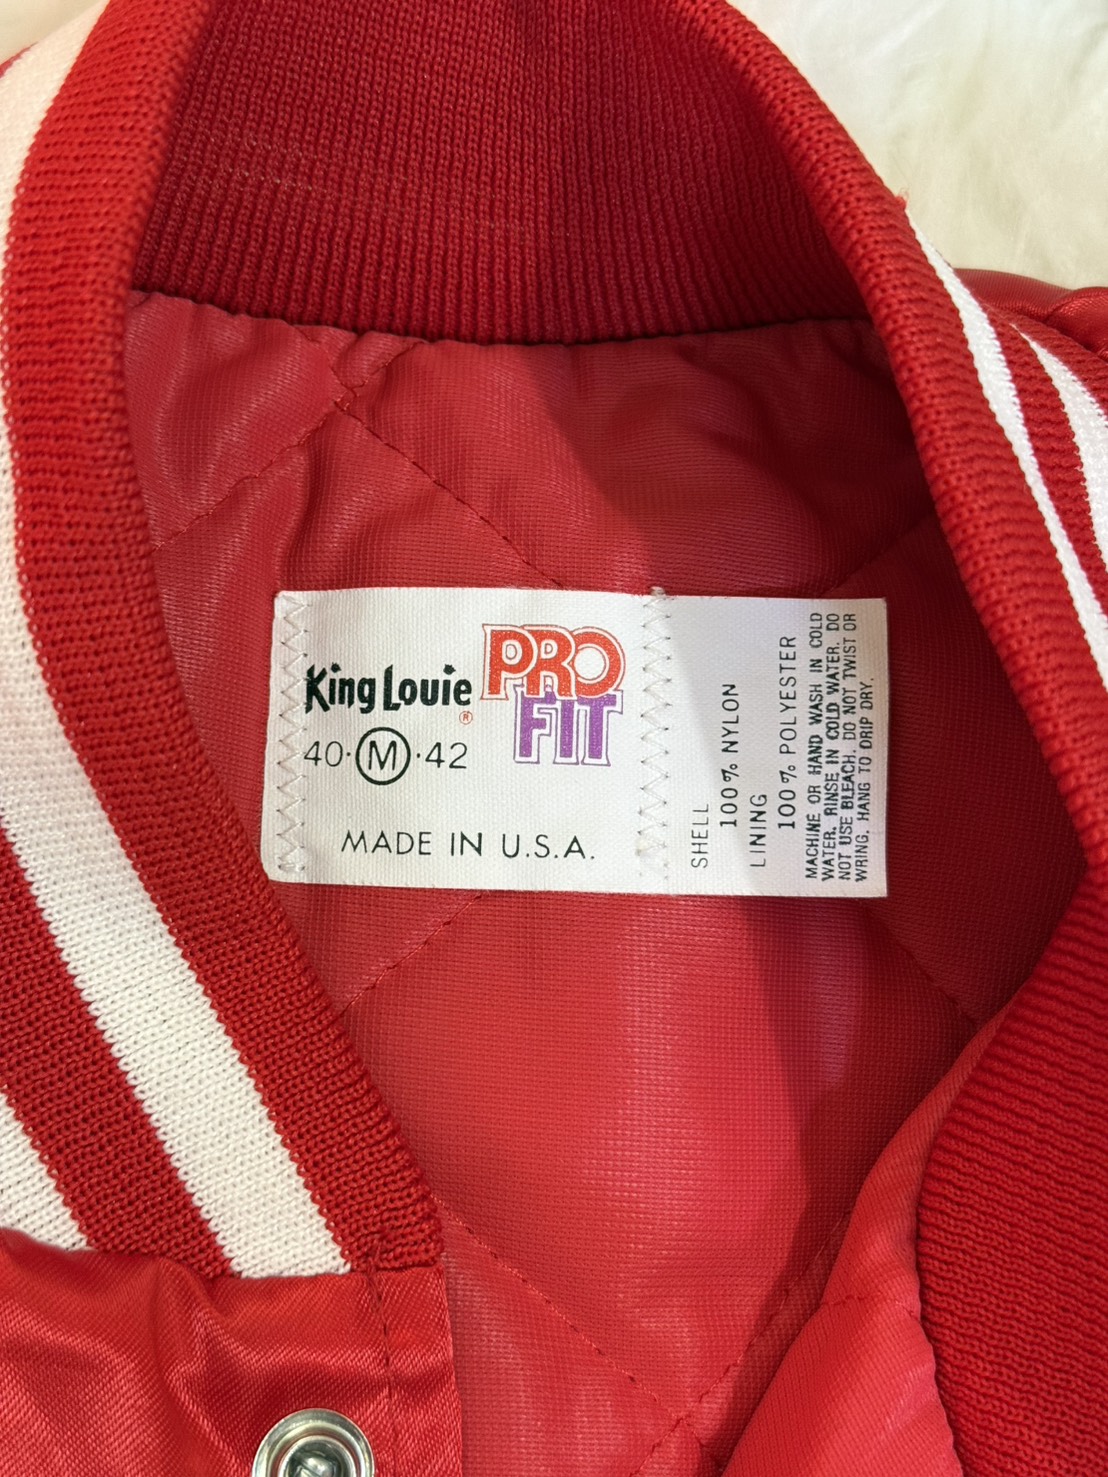 King Louie PRO
®
FIT
40·M·42
MADE IN U.S.A.
SHELL
100% NYLON
LINING
100% POLYESTER
MACHINE OR HAND WASH IN COLD
WATER. RINSE IN COLD WATER. DO
NOT USE BLEACH. DO NOT TWIST OR
WRING. HANG TO DRIP DRY.